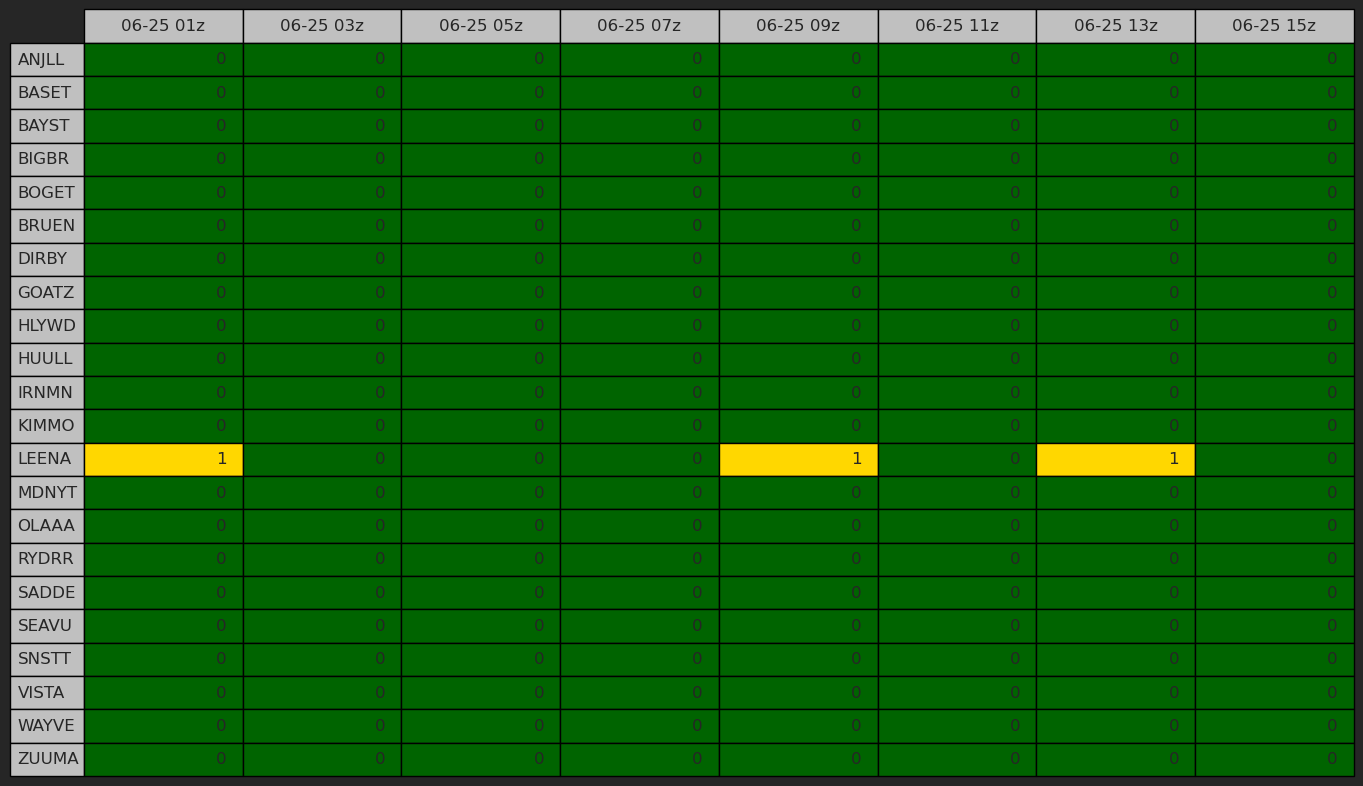 06-25 01z 06-25 03z 06-25 05z 06-25 07z 06-25 09z 06-25 11z 06-25 13z 06-25 15z
ANJLL 0 0 0 0 0 0 0 0
BASET 0 0 0 0 0 0 0 0
BAYST 0 0 0 0 0 0 0 0
BIGBR 0 0 0 0 0 0 0 0
BOGET 0 0 0 0 0 0 0 0
BRUEN 0 0 0 0 0 0 0 0
DIRBY 0 0 0 0 0 0 0 0
GOATZ 0 0 0 0 0 0 0 0
HLYWD 0 0 0 0 0 0 0 0
HUULL 0 0 0 0 0 0 0 0
IRNMN 0 0 0 0 0 0 0 0
KIMMO 0 0 0 0 0 0 0 0
LEENA 1 0 0 0 1 0 1 0
MDNYT 0 0 0 0 0 0 0 0
OLAAA 0 0 0 0 0 0 0 0
RYDRR 0 0 0 0 0 0 0 0
SADDE 0 0 0 0 0 0 0 0
SEAVU 0 0 0 0 0 0 0 0
SNSTT 0 0 0 0 0 0 0 0
VISTA 0 0 0 0 0 0 0 0
WAYVE 0 0 0 0 0 0 0 0
ZUUMA 0 0 0 0 0 0 0 0